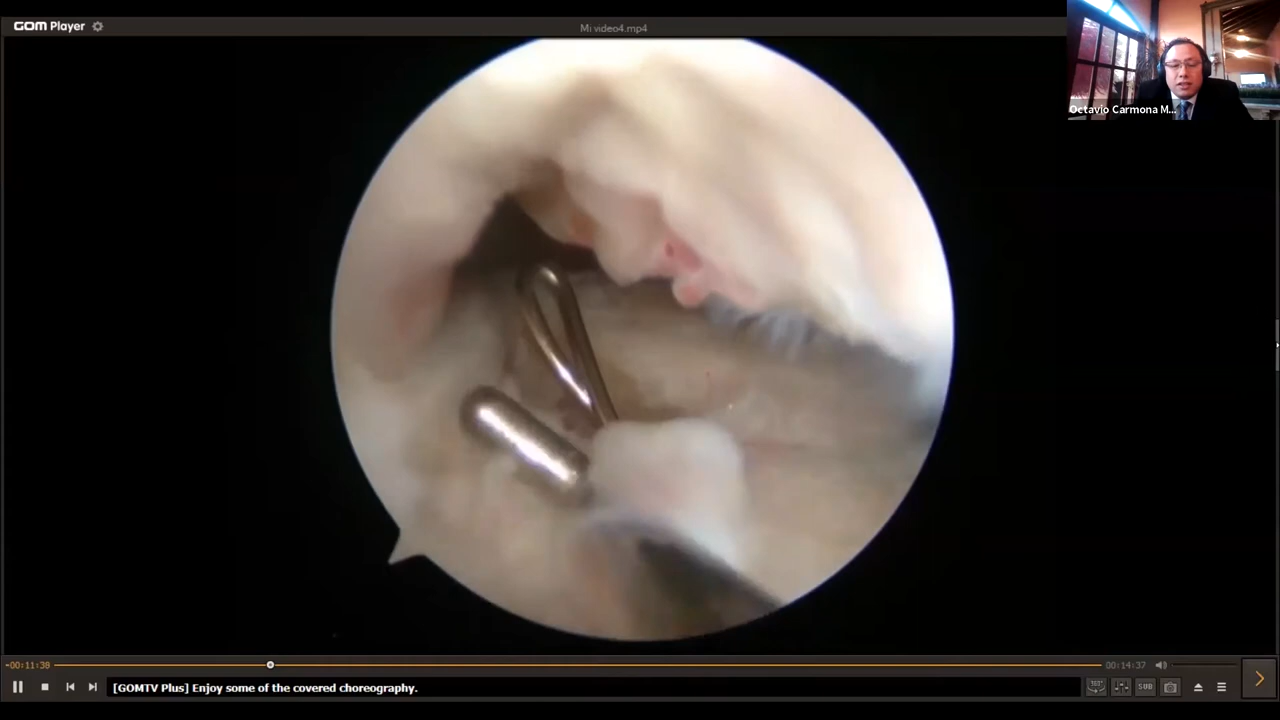 GOM Player
Mi video4.mp4
Octavio Carmona M...
-00:11:38
00:14:37
[GOMTV Plus] Enjoy some of the covered choreography.
360°
SUB